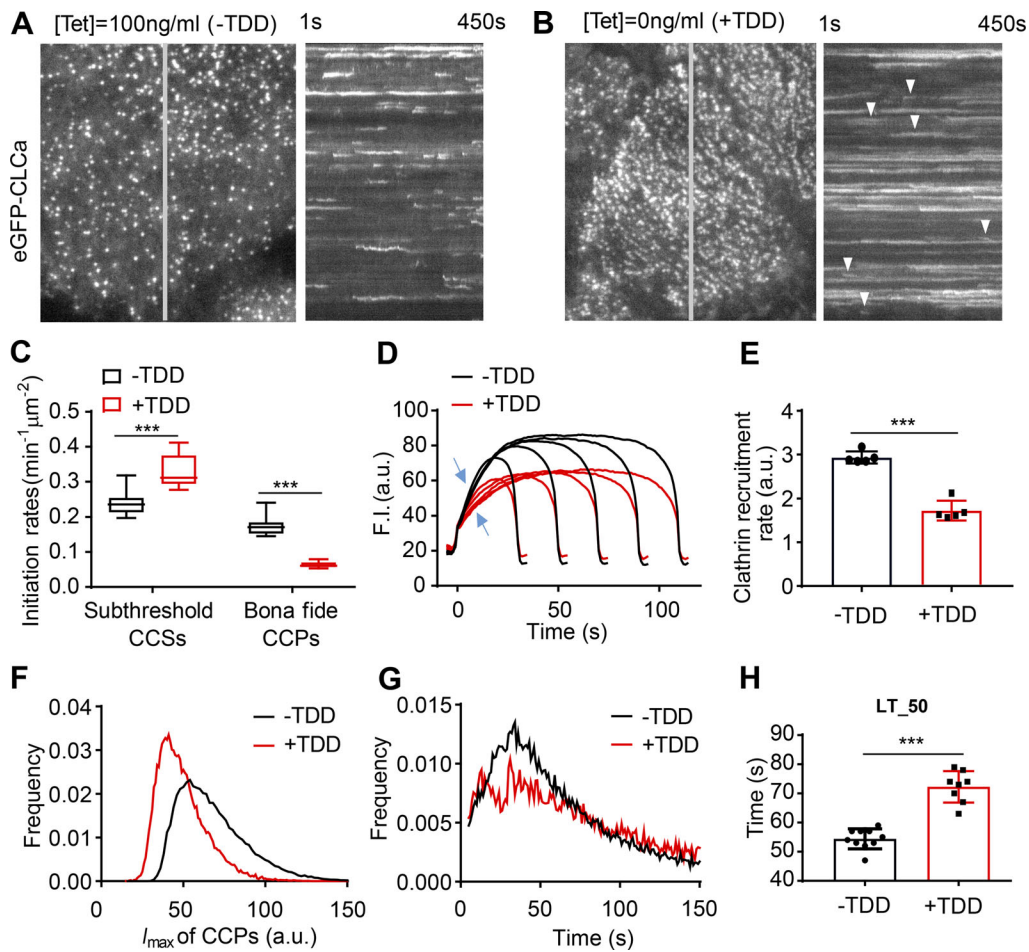 A
[Tet]=100ng/ml (-TDD)
1s
450s
B
[Tet]=0ng/ml (+TDD)
1s
450s
eGFP-CLCa
C
-TDD
+TDD
Initiation rates(min-1μm-2)
0.5
0.4
0.3
0.2
0.1
0.0
***
***
Subthreshold CCSs
Bona fide CCPs
D
-TDD
+TDD
F.I. (a.u.)
100
80
60
40
20
0
0
50
100
Time (s)
E
Clathrin recruitment
rate (a.u.)
4
3
2
1
0
***
-TDD
+TDD
F
-TDD
+TDD
Frequency
0.04
0.03
0.02
0.01
0.00
0
50
100
150
Imax of CCPs (a.u.)
G
-TDD
+TDD
Frequency
0.015
0.010
0.005
0.000
0
50
100
150
Time (s)
H
LT_50
***
Time (s)
90
80
70
60
50
40
-TDD
+TDD